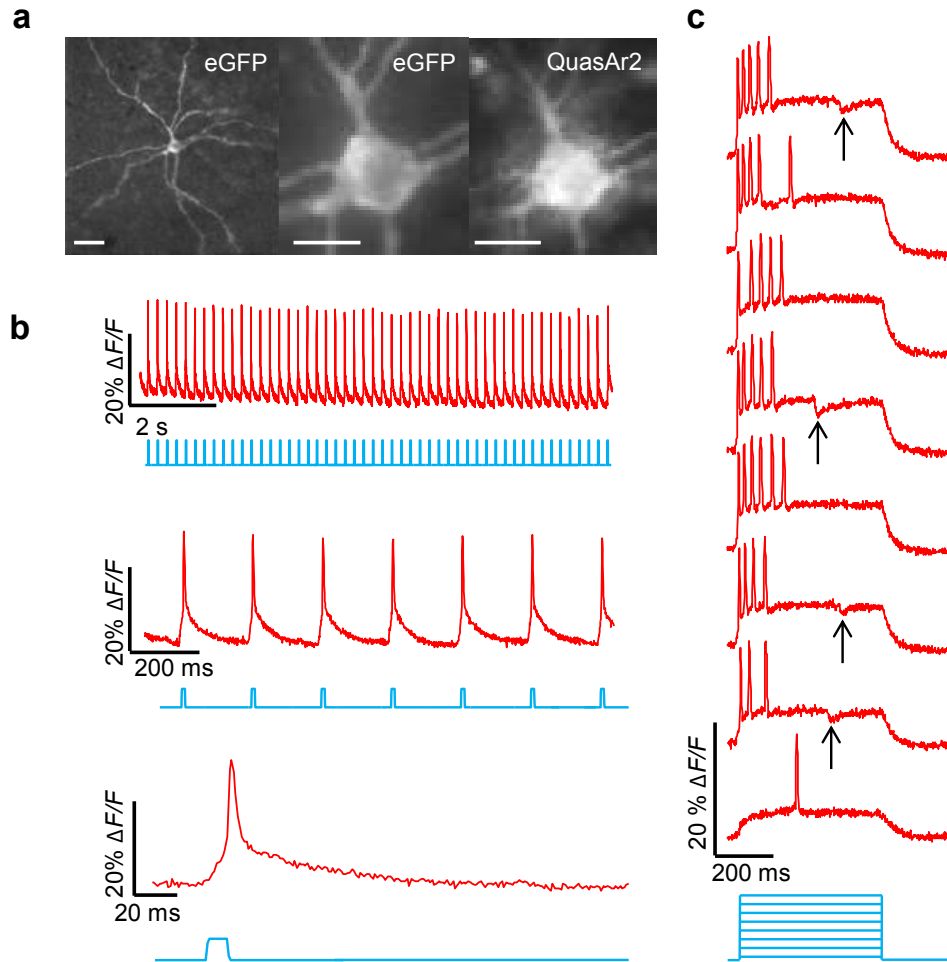 a
eGFP
eGFP
QuasAr2
b
20% ΔF/F
2 s
20% ΔF/F
200 ms
20% ΔF/F
20 ms
c
20 % ΔF/F
200 ms